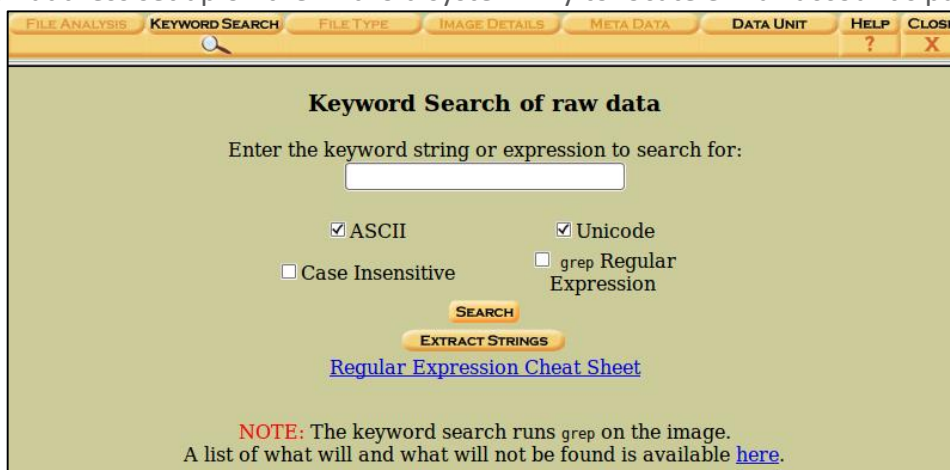 FILE ANALYSIS KEYWORD SEARCH FILE TYPE IMAGE DETAILS META DATA DATA UNIT HELP CLOSE
? X
Keyword Search of raw data
Enter the keyword string or expression to search for:
ASCII Unicode
Case Insensitive grep Regular
Expression
SEARCH
EXTRACT STRINGS
Regular Expression Cheat Sheet
NOTE: The keyword search runs grep on the image.
A list of what will and what will not be found is available here.